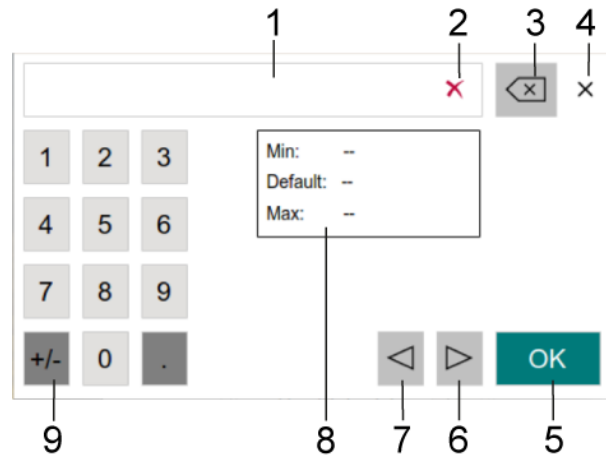 1 2 3 4
1 2 3
Min: --
Default: --
Max: --
4 5 6
7 8 9
+/- 0 .
OK
9 8 7 6 5